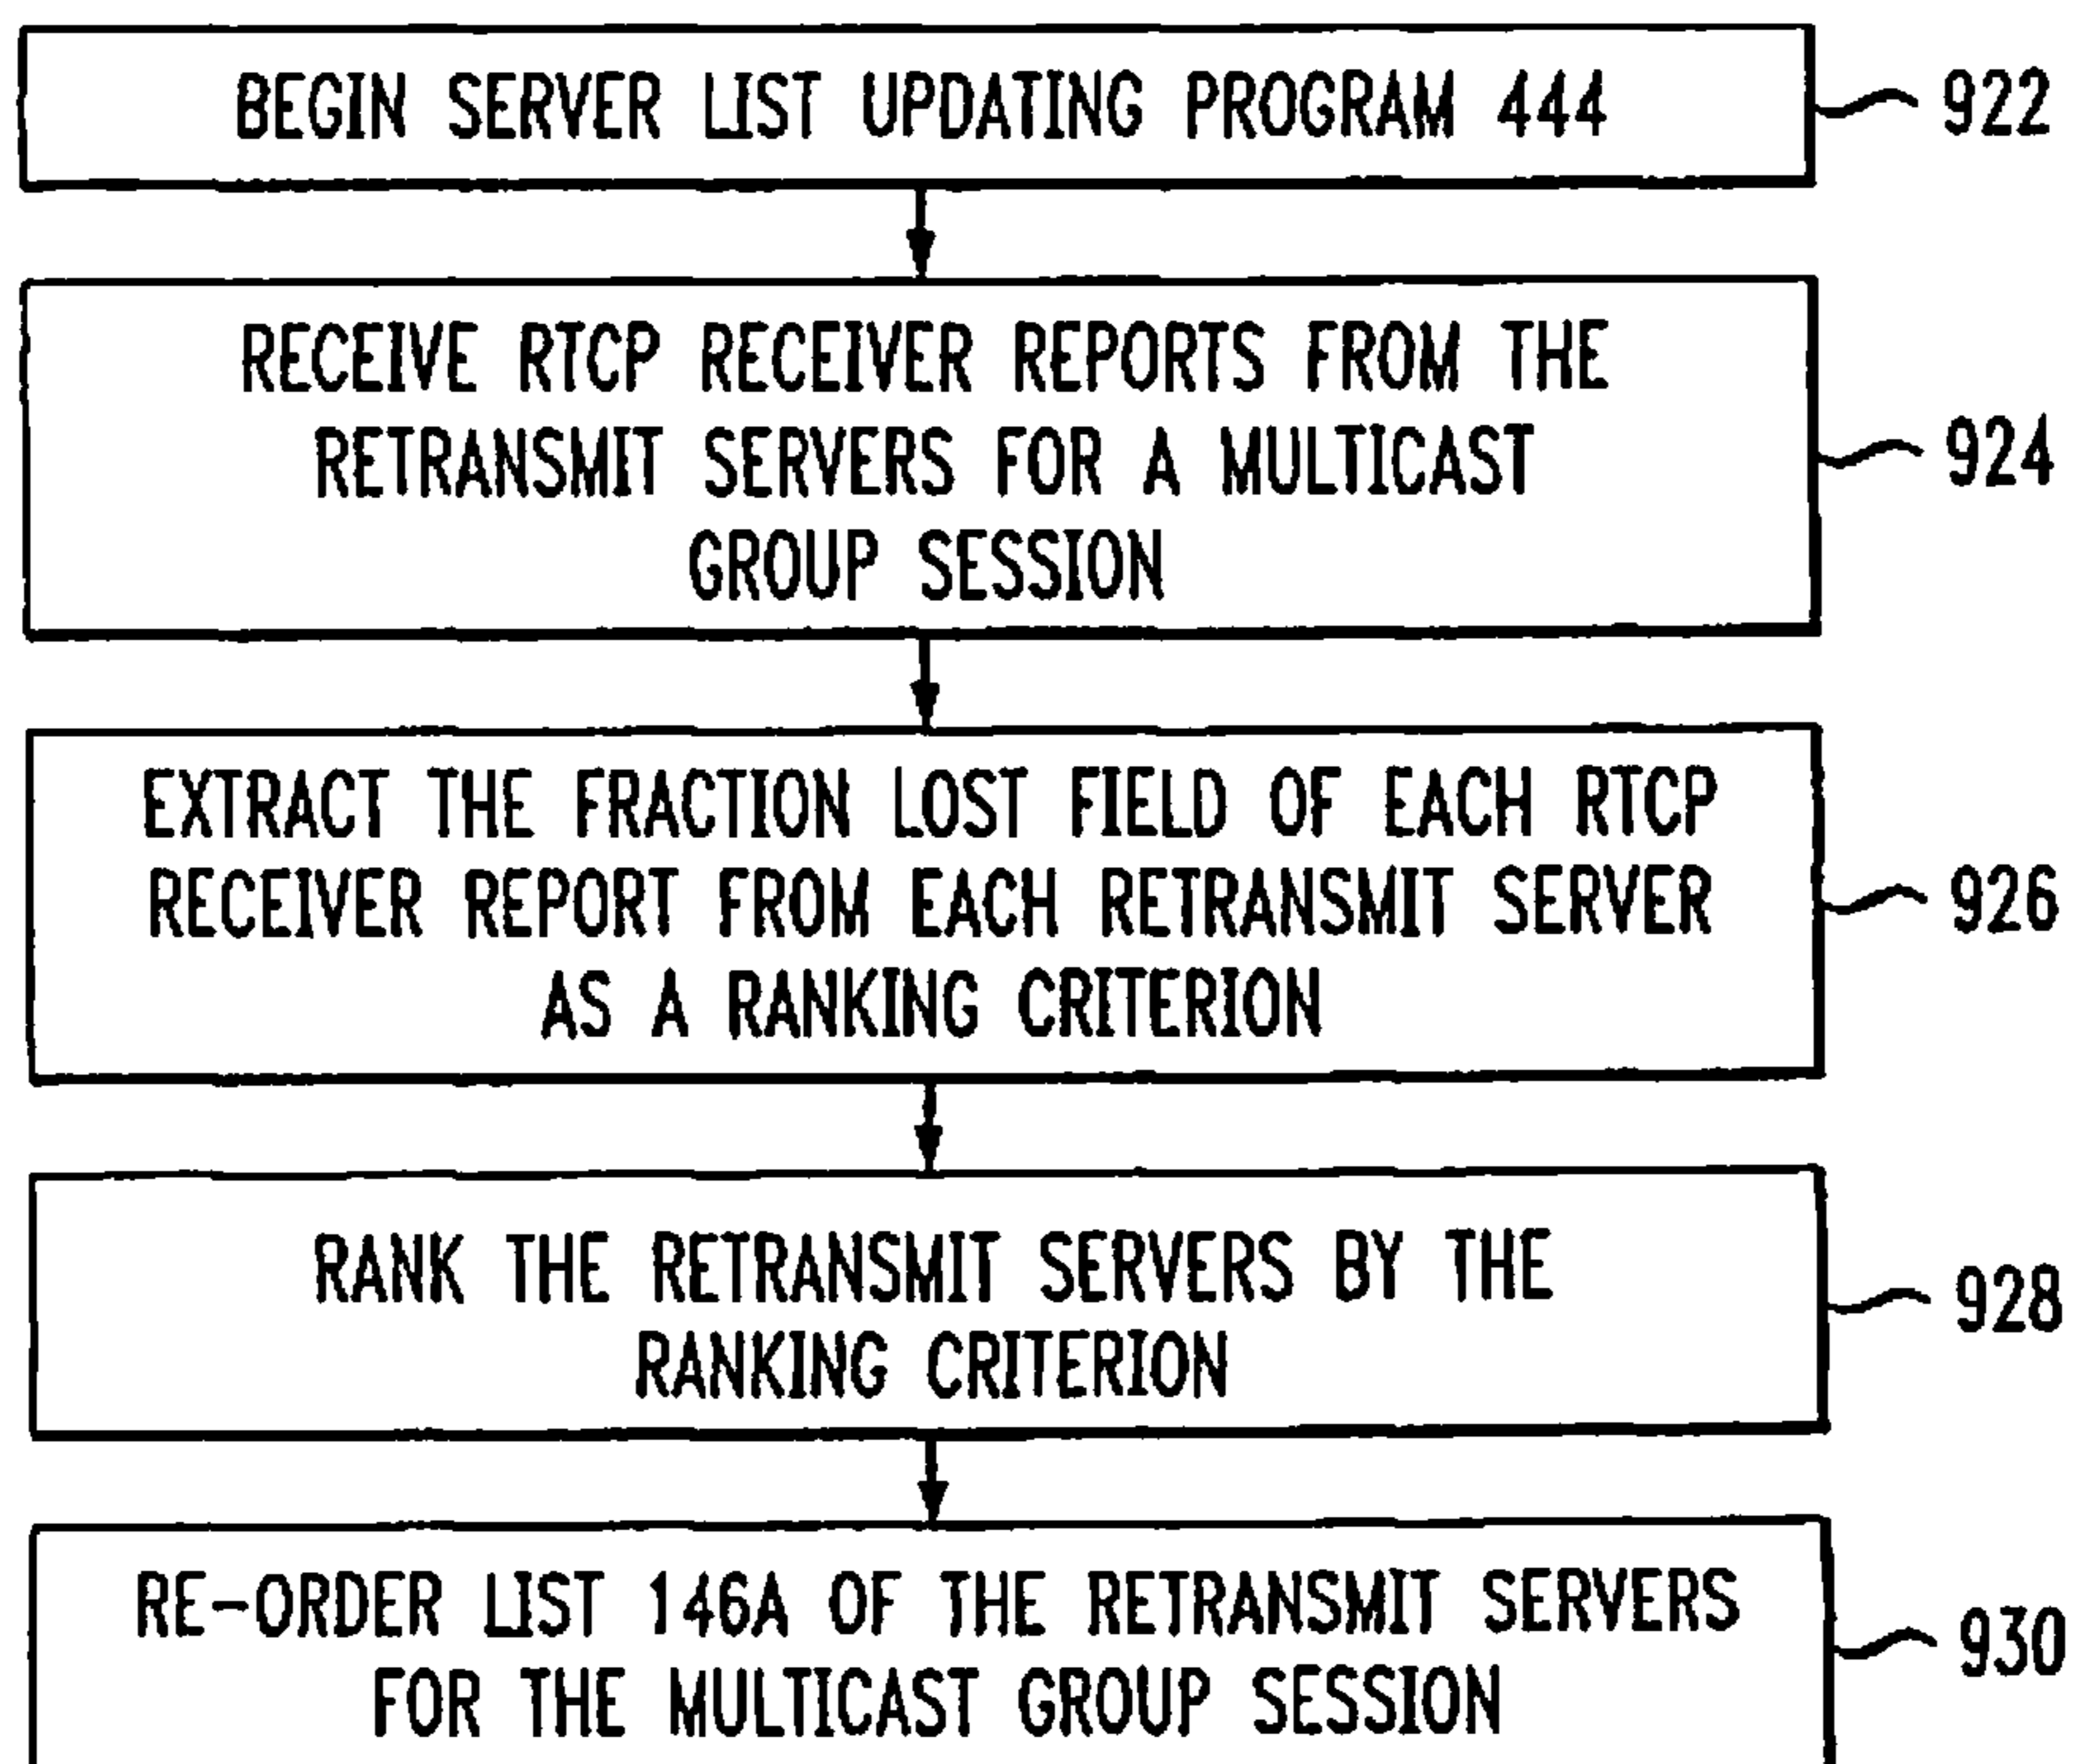 BEGIN SERVER LIST UPDATING PROGRAM 444
922
RECEIVE RTCP RECEIVER REPORTS FROM THE
RETRANSMIT SERVERS FOR A MULTICAST
GROUP SESSION
924
EXTRACT THE FRACTION LOST FIELD OF EACH RTCP
RECEIVER REPORT FROM EACH RETRANSMIT SERVER
AS A RANKING CRITERION
926
RANK THE RETRANSMIT SERVERS BY THE
RANKING CRITERION
928
RE-ORDER LIST 146A OF THE RETRANSMIT SERVERS
FOR THE MULTICAST GROUP SESSION
930